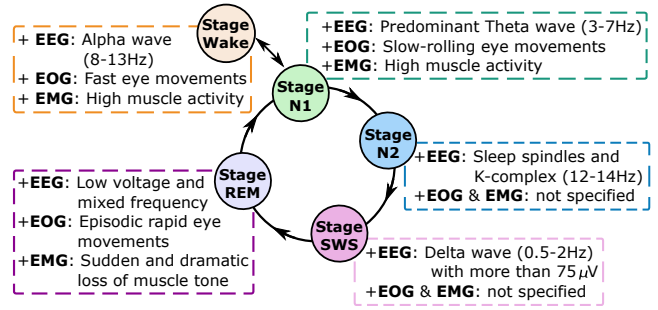 Stage
Wake
+ EEG: Alpha wave
(8-13Hz)
+ EOG: Fast eye movements
+ EMG: High muscle activity
+EEG: Predominant Theta wave (3-7Hz)
+EOG: Slow-rolling eye movements
+EMG: High muscle activity
Stage
N1
Stage
N2
+EEG: Sleep spindles and
K-complex (12-14Hz)
+EOG & EMG: not specified
Stage
REM
+EEG: Low voltage and
mixed frequency
+EOG: Episodic rapid eye
movements
+EMG: Sudden and dramatic
loss of muscle tone
Stage
SWS
+EEG: Delta wave (0.5-2Hz)
with more than 75μV
+EOG & EMG: not specified